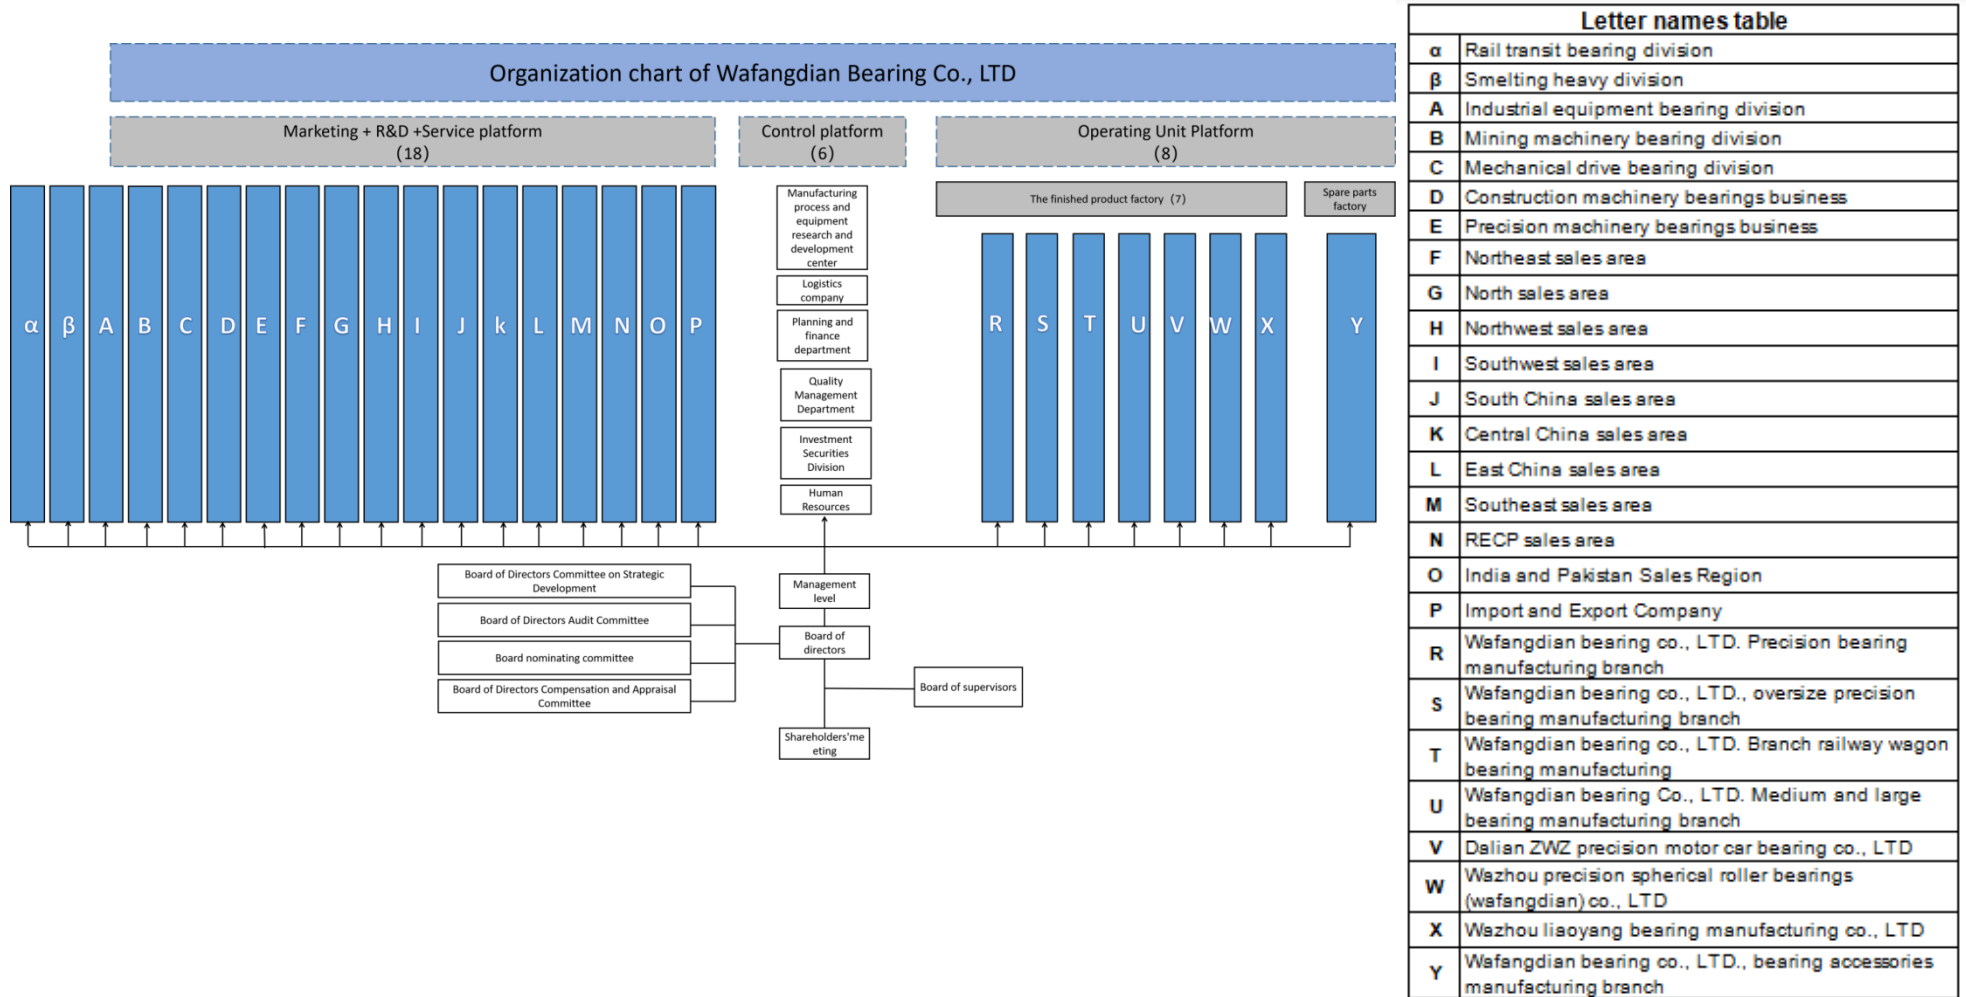 Organization chart of Wafangdian Bearing Co., LTD
Marketing + R&D +Service platform
(18)
Control platform
(6)
Operating Unit Platform
(8)
The finished product factory (7)
Spare parts
factory
α
β
A
B
C
D
E
F
G
H
I
J
k
L
M
N
O
P
Manufacturing
process and
equipment
research and
development
center
Logistics
company
Planning and
finance
department
Quality
Management
Department
Investment
Securities
Division
Human
Resources
R
S
T
U
V
W
X
Y
Management
level
Board of
directors
Board of Directors Committee on Strategic
Development
Board of Directors Audit Committee
Board nominating committee
Board of Directors Compensation and Appraisal
Committee
Board of supervisors
Shareholders'me
eting
Letter names table
α Rail transit bearing division
β Smelting heavy division
A Industrial equipment bearing division
B Mining machinery bearing division
C Mechanical drive bearing division
D Construction machinery bearings business
E Precision machinery bearings business
F Northeast sales area
G North sales area
H Northwest sales area
I Southwest sales area
J South China sales area
K Central China sales area
L East China sales area
M Southeast sales area
N RECP sales area
O India and Pakistan Sales Region
P Import and Export Company
R Wafangdian bearing co., LTD. Precision bearing
manufacturing branch
S Wafangdian bearing co., LTD., oversize precision
bearing manufacturing branch
T Wafangdian bearing co., LTD. Branch railway wagon
bearing manufacturing
U Wafangdian bearing Co., LTD. Medium and large
bearing manufacturing branch
V Dalian ZWZ precision motor car bearing co., LTD
W Wazhou precision spherical roller bearings
(wafangdian) co., LTD
X Wazhou liaoyang bearing manufacturing co., LTD
Y Wafangdian bearing co., LTD., bearing accessories
manufacturing branch